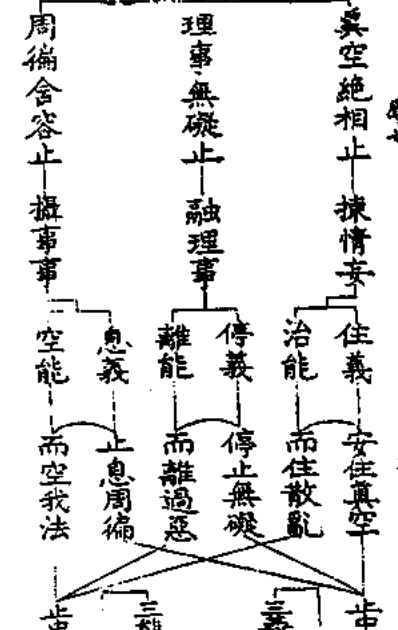 眞空絶相止
揀情妄
住義
安住眞空
治能
而住散亂
理事無礙止
融理事
停義
停止無礙
離能
而離過惡
周徧含容止
攝事事
息義
止息周徧
空能
而空我法